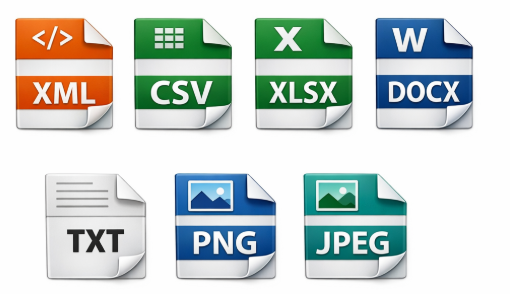 </>
XML
CSV
X
XLSX
W
DOCX
TXT
PNG
JPEG